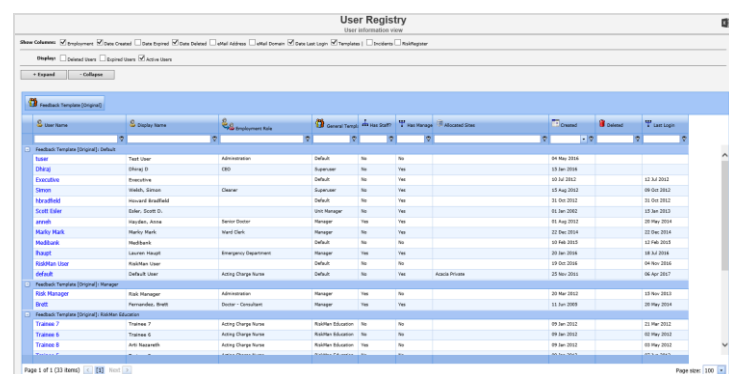 User Registry
User information view
Show Columns: Employment Date Created Date Expired Date Deleted eMail Address eMail Domain Date Last Login Templates | Incidents RiskRegister
Display: Deleted Users Expired Users Active Users
+ Expand - Collapse
Feedback Template [Original]
User Name Display Name Employment Role General Templ Has Staff? Has Manage Allocated Sites Created Deleted Last Login
Feedback Template [Original]: Default
tuser Test User Administration Default No No 04 May 2016
Dhiraj Dhiraj D CEO Superuser No Yes 15 Jan 2016
Executive Executive Default No Yes 10 Jul 2012 12 Jul 2012
Simon Welsh, Simon Cleaner Superuser No Yes 15 Aug 2012 09 Oct 2012
hbradfield Howard Bradfield Default No Yes 31 Oct 2012 31 Oct 2012
Scott Esler Esler, Scott D. Unit Manager No Yes 01 Jan 2002 15 Jan 2013
anneh Hayden, Anne Senior Doctor Manager Yes Yes 01 Aug 2012 20 May 2014
Marky Mark Marky Mark Ward Clerk Manager Yes Yes 22 Dec 2014 22 Dec 2014
Medibank Medibank Default No No 10 Feb 2015 12 Feb 2015
lhaupt Lauren Haupt Emergency Department Manager Yes Yes 20 Jan 2016 18 Jul 2016
RiskMan User RiskMan User Default No No 19 Oct 2016 04 Nov 2016
default Default User Acting Charge Nurse Default No Yes Acacia Private 25 Nov 2011 06 Apr 2017
Feedback Template [Original]: Manager
Risk Manager Risk Manager Administration Manager Yes Yes 20 Mar 2012 15 Nov 2013
Brett Fernandez, Brett Doctor - Consultant Manager Yes Yes 11 Jun 2005 20 May 2014
Feedback Template [Original]: RiskMan Education
Trainee 7 Trainee 7 Acting Charge Nurse RiskMan Education No No 09 Jan 2012 21 Mar 2012
Trainee 6 Trainee 6 Acting Charge Nurse RiskMan Education No No 09 Jan 2012 02 May 2012
Trainee 8 Arti Nazareth Acting Charge Nurse RiskMan Education Yes No 09 Jan 2012 03 May 2012
Page 1 of 1 (33 items) [1] Next Page size: 100